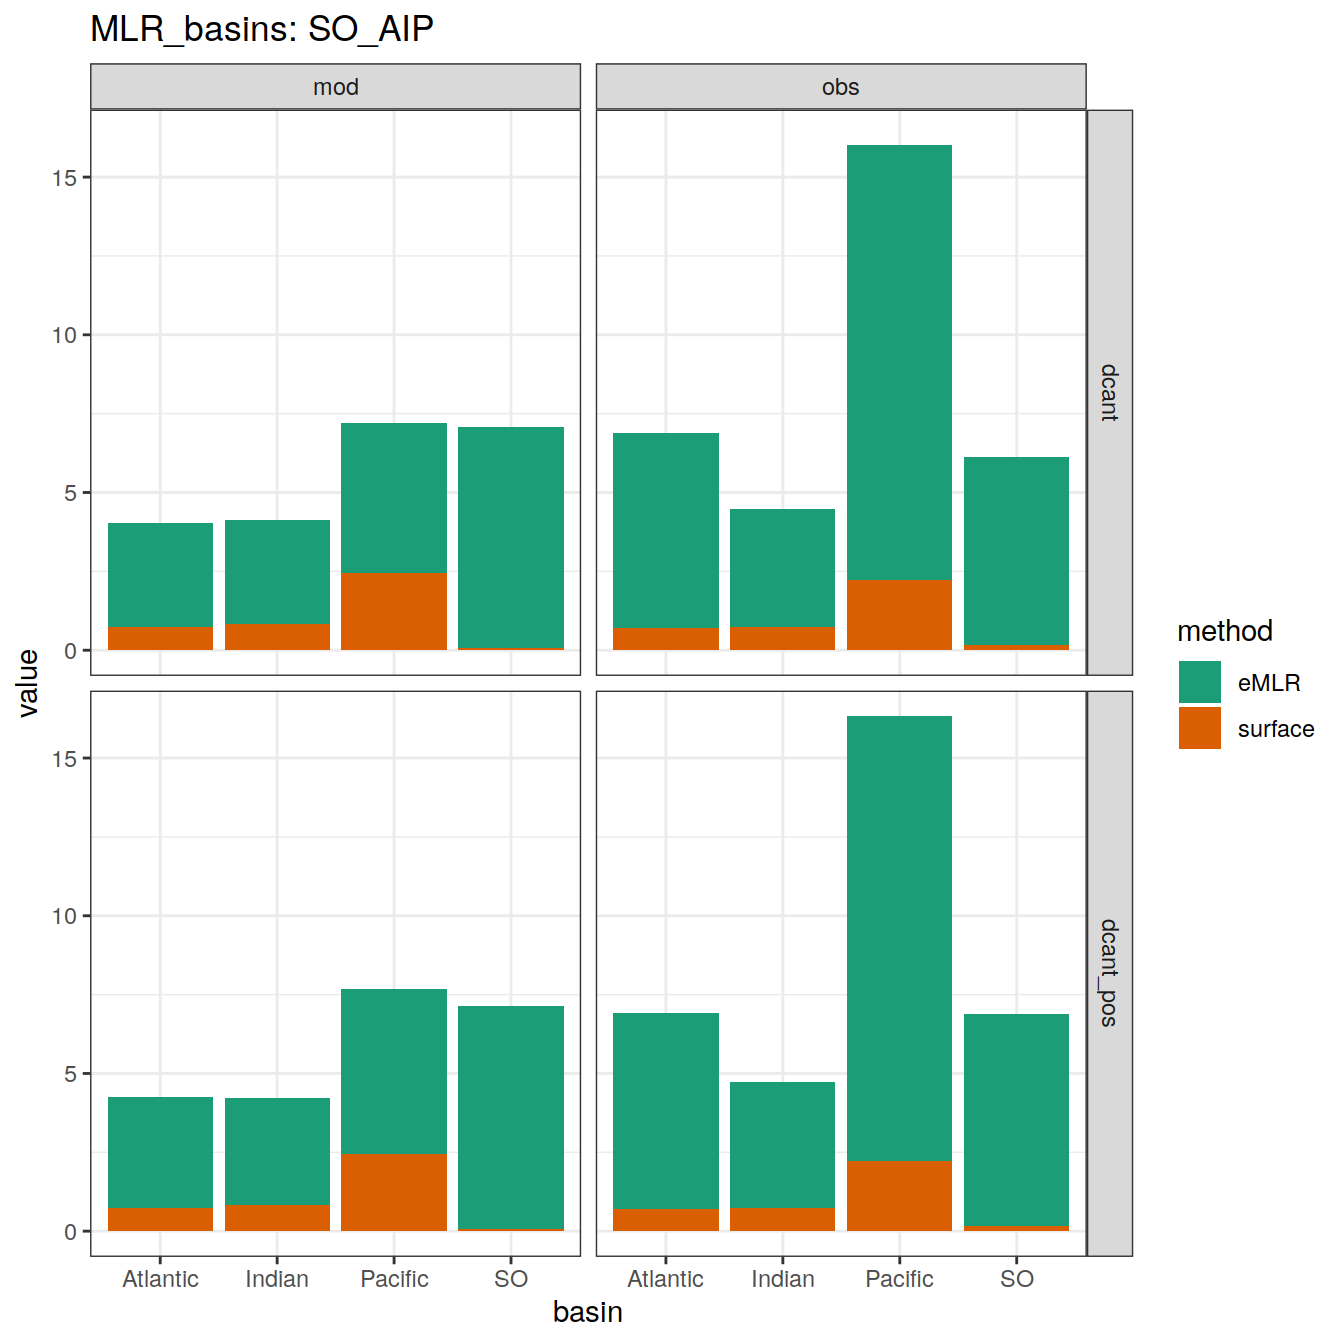 MLR_basins: SO_AIP
mod
obs
15
10
5
0
dcant
15
10
5
0
dcant_pos
value
Atlantic Indian Pacific SO
Atlantic Indian Pacific SO
basin
method
eMLR
surface